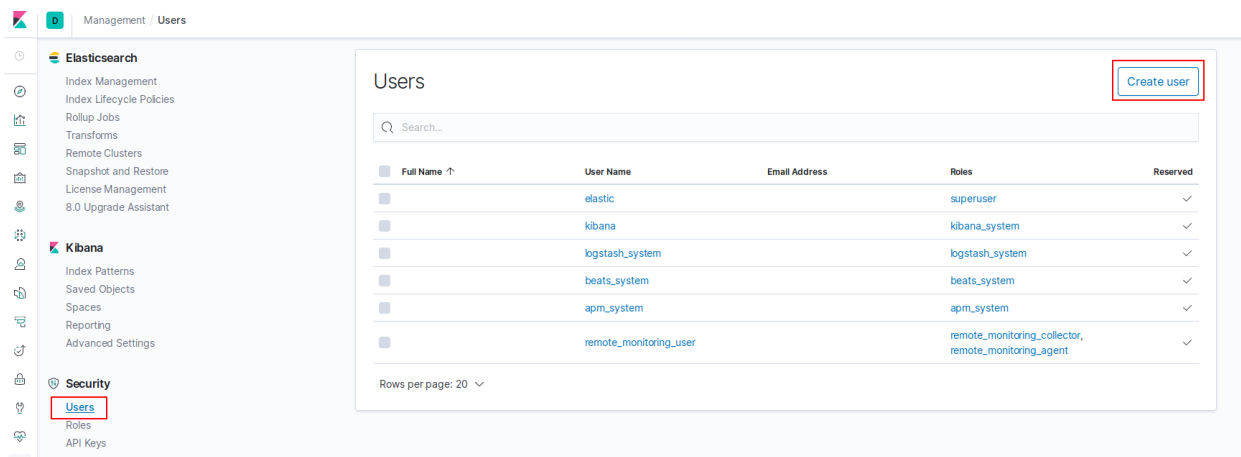 D Management / Users
Elasticsearch
Index Management
Index Lifecycle Policies
Rollup Jobs
Transforms
Remote Clusters
Snapshot and Restore
License Management
8.0 Upgrade Assistant
Kibana
Index Patterns
Saved Objects
Spaces
Reporting
Advanced Settings
Security
Users
Roles
API Keys
Users
Create user
Search...
Full Name ↑ User Name Email Address Roles Reserved
elastic superuser
kibana kibana_system
logstash_system logstash_system
beats_system beats_system
apm_system apm_system
remote_monitoring_user remote_monitoring_collector,
remote_monitoring_agent
Rows per page: 20